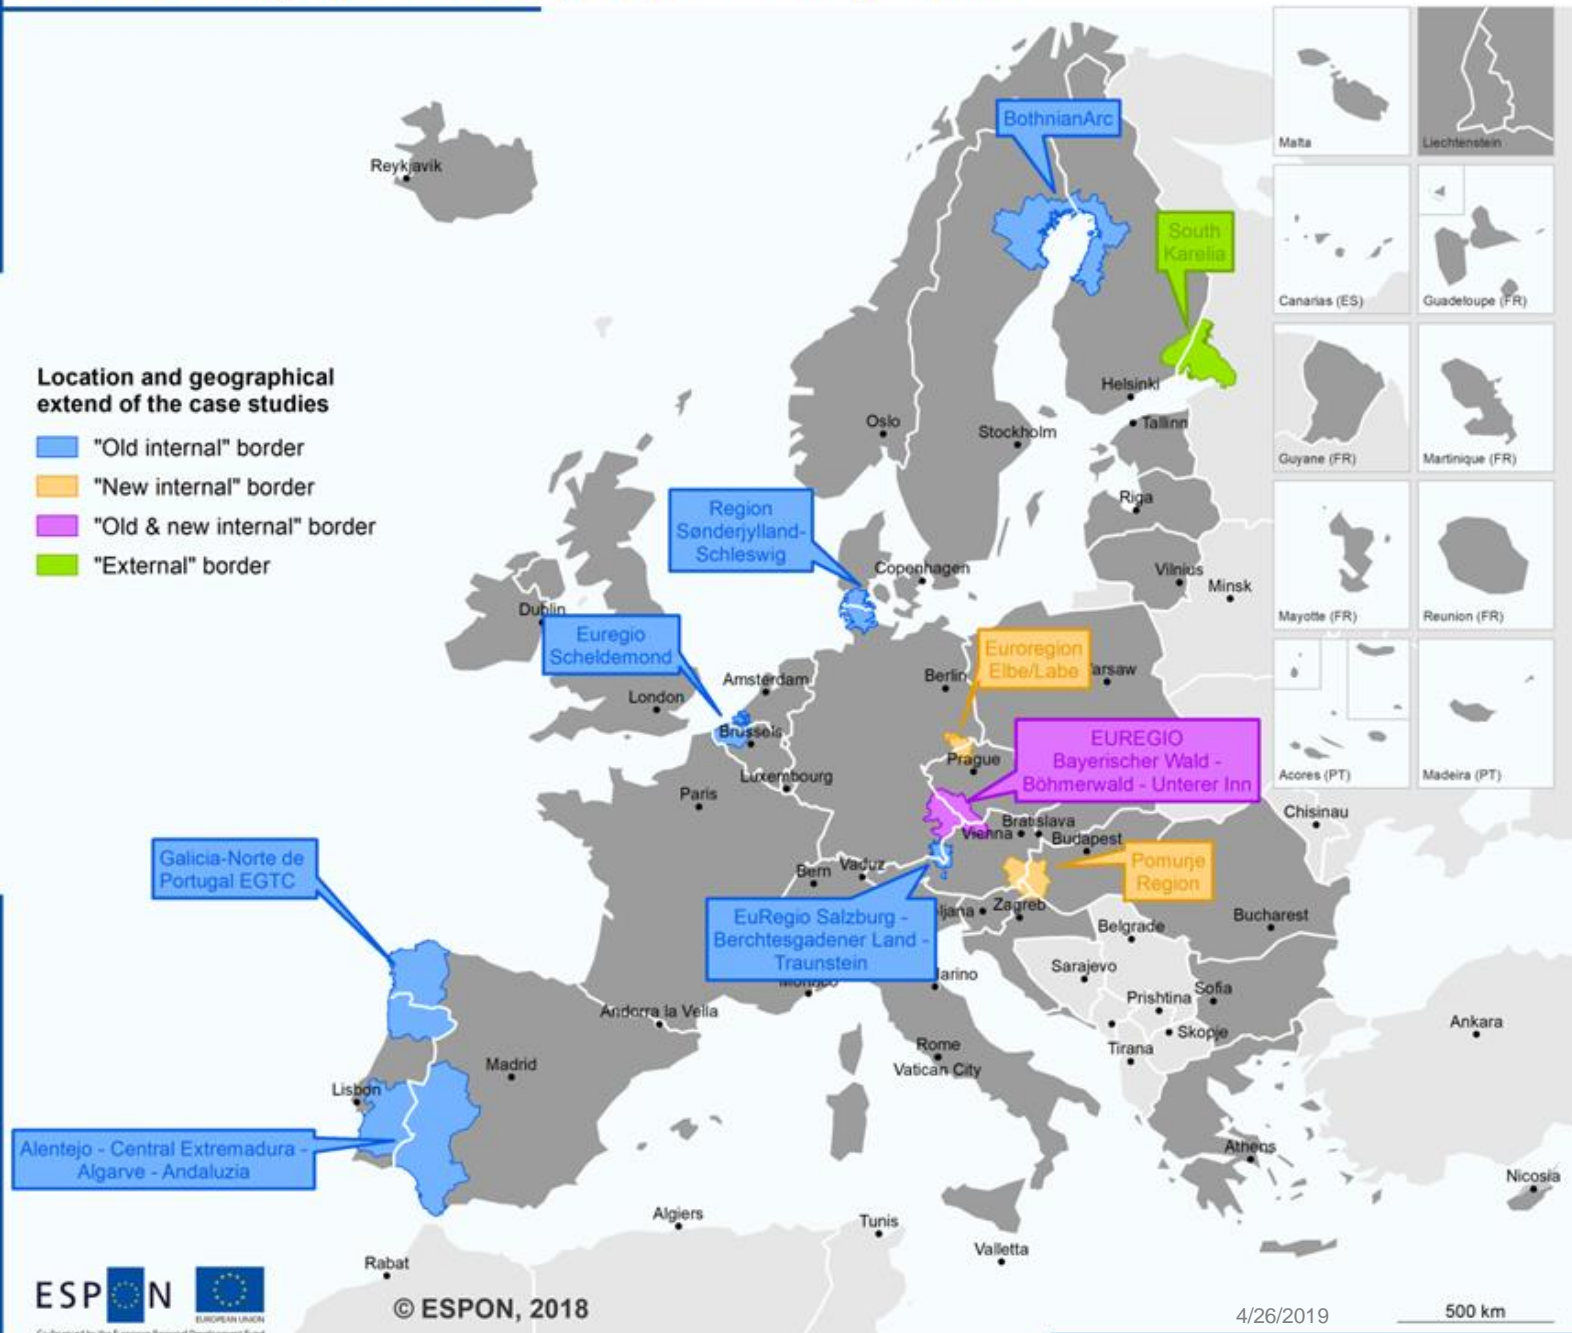 BothnianArc
South
Karelia
Reykjavik
Malta
Liechtenstein
Canarias (ES)
Guadeloupe (FR)
Guyane (FR)
Martinique (FR)
Mayotte (FR)
Reunion (FR)
Acores (PT)
Madeira (PT)
Location and geographical
extend of the case studies
"Old internal" border
"New internal" border
"Old & new internal" border
"External" border
Helsinki
Oslo
Stockholm
Tallinn
Riga
Region
Sønderjylland-
Schleswig
Copenhagen
Vilnius
Minsk
Dublin
Euregio
Scheldemond
Euroregion
Elbe/Labe
Amsterdam
Berlin
arsaw
London
Brussels
Prague
EUREGIO
Bayerischer Wald -
Böhmerwald - Unterer Inn
Luxembourg
Paris
Chisinau
Bratislava
Vienna
Budapest
Galicia-Norte de
Portugal EGTC
Bern
Vaduz
Pomurje
Region
EuRegio Salzburg -
Berchtesgadener Land -
Traunstein
ljana
Zagreb
Belgrade
Bucharest
Sarajevo
arino
Monaco
Prishtina
Sofia
Andorra la Vella
Skopje
Ankara
Tirana
Rome
Vatican City
Madrid
Lisbon
Alentejo - Central Extremadura -
Algarve - Andaluzia
Athens
Nicosia
Algiers
Tunis
Valletta
Rabat
ESPON
EUROPEAN UNION
© ESPON, 2018
4/26/2019
500 km